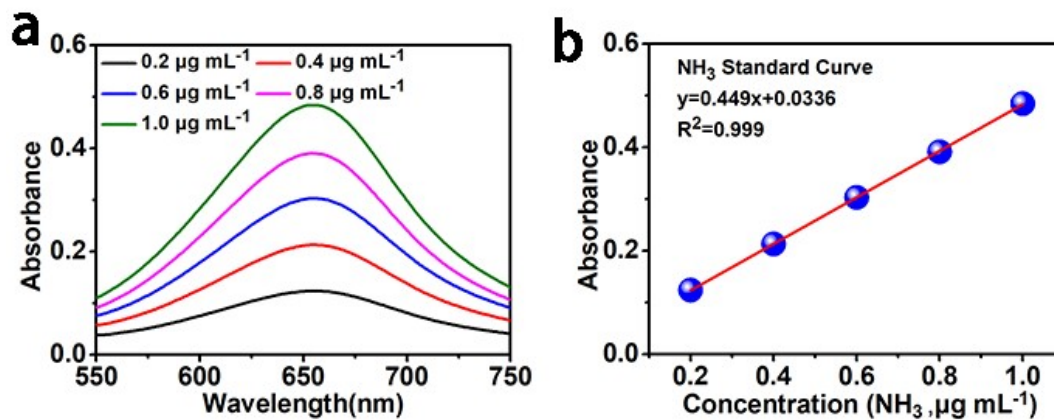 a
0.6
0.4
0.2
0.0
Absorbance
0.2 µg mL⁻¹ 0.4 µg mL⁻¹
0.6 µg mL⁻¹ 0.8 µg mL⁻¹
1.0 µg mL⁻¹
550 600 650 700 750
Wavelength(nm)
b
0.6
0.4
0.2
0.0
Absorbance
NH₃ Standard Curve
y=0.449x+0.0336
R²=0.999
0.2 0.4 0.6 0.8 1.0
Concentration (NH₃ ,µg mL⁻¹)